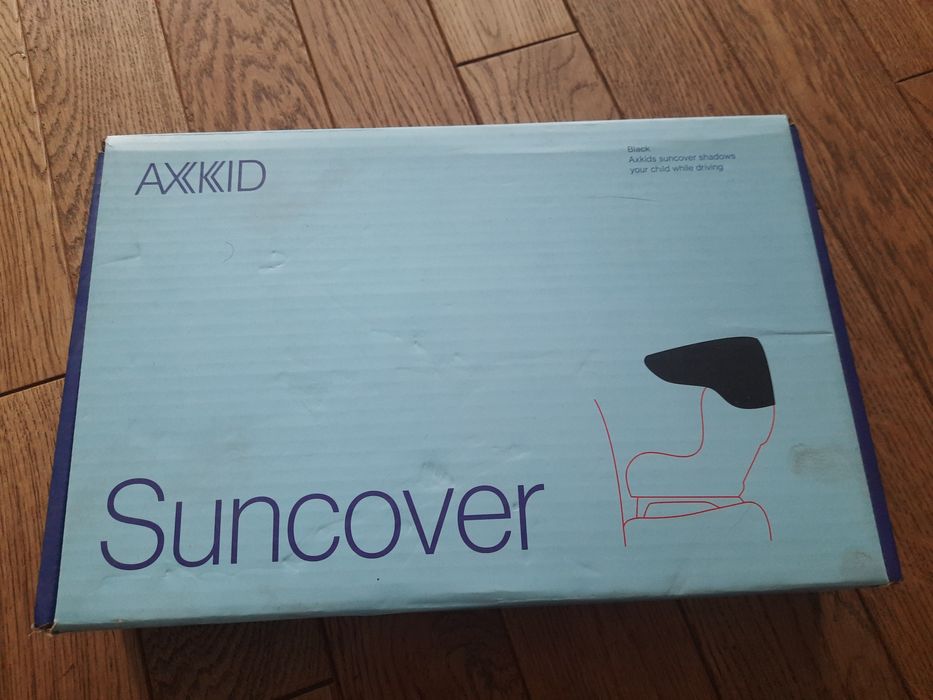 AXKID
Black
Axkids suncover shadows
your child while driving
Suncover